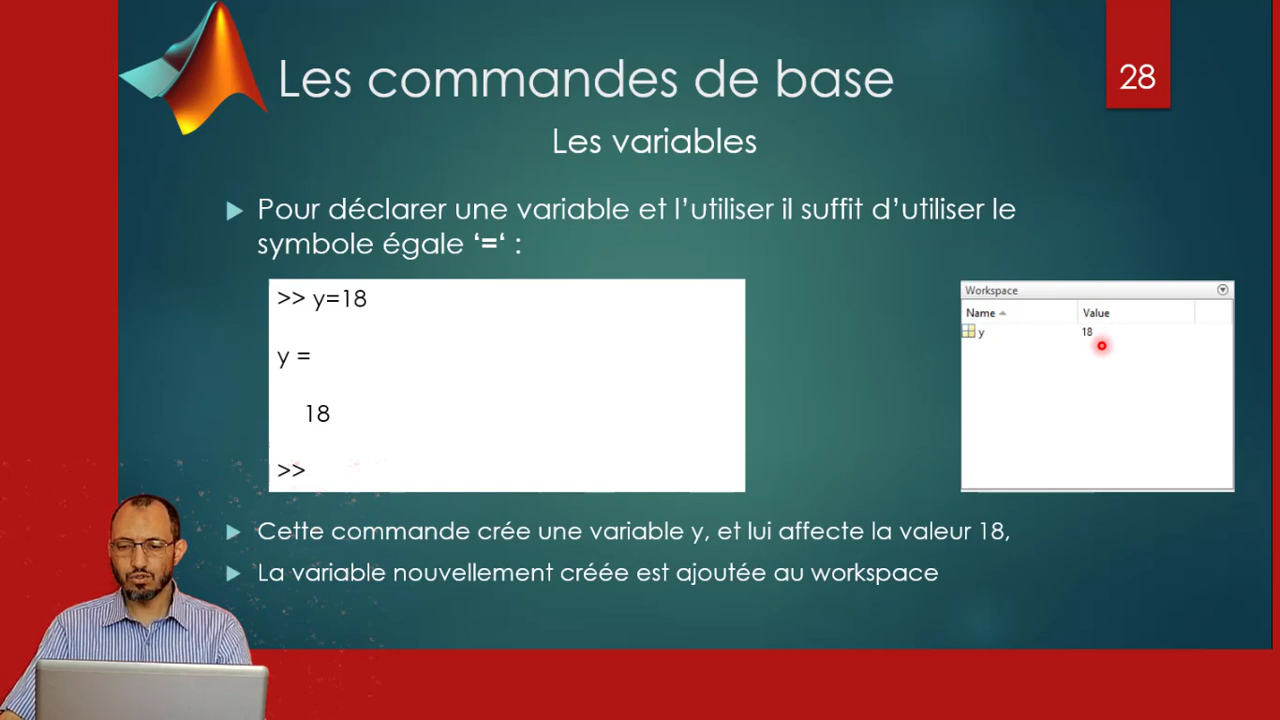 Les commandes de base
28
Les variables
Pour déclarer une variable et l’utiliser il suffit d’utiliser le
symbole égale ‘=‘ :
>> y=18
y =
18
>>
Workspace
Name Value
y 18
Cette commande crée une variable y, et lui affecte la valeur 18,
La variable nouvellement créée est ajoutée au workspace